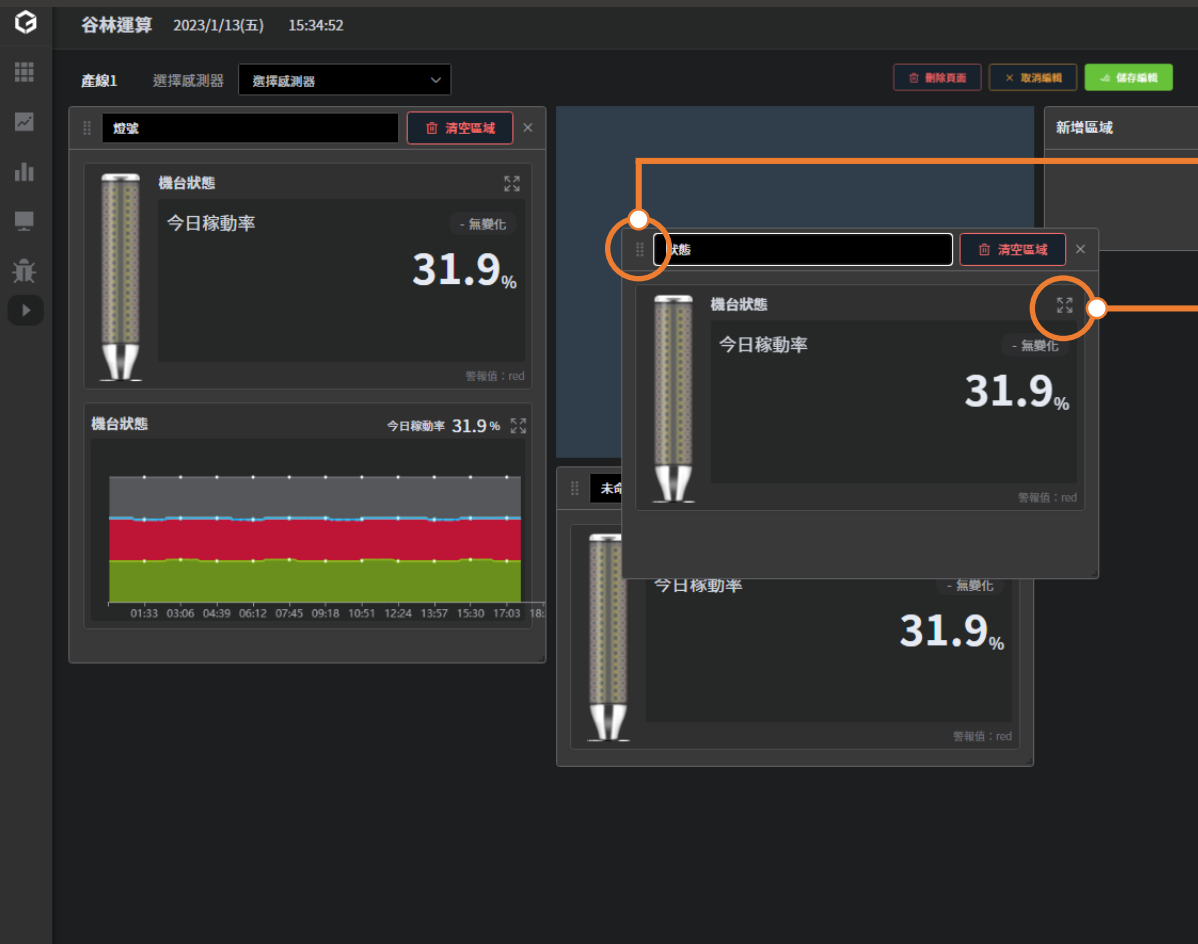 谷林運算 2023/1/13(五) 15:34:52
產線1 選擇感測器 選擇感測器
刪除頁面 取消編輯 儲存編輯
燈號 清空區域
機台狀態
今日稼動率 - 無變化
31.9%
警報值：red
機台狀態 今日稼動率 31.9 %
01:33 03:06 04:39 06:12 07:45 09:18 10:51 12:24 13:57 15:30 17:03 18:
新增區域
狀態 清空區域
機台狀態
今日稼動率 - 無變化
31.9%
警報值：red
未命
今日稼動率 - 無變化
31.9%
警報值：red